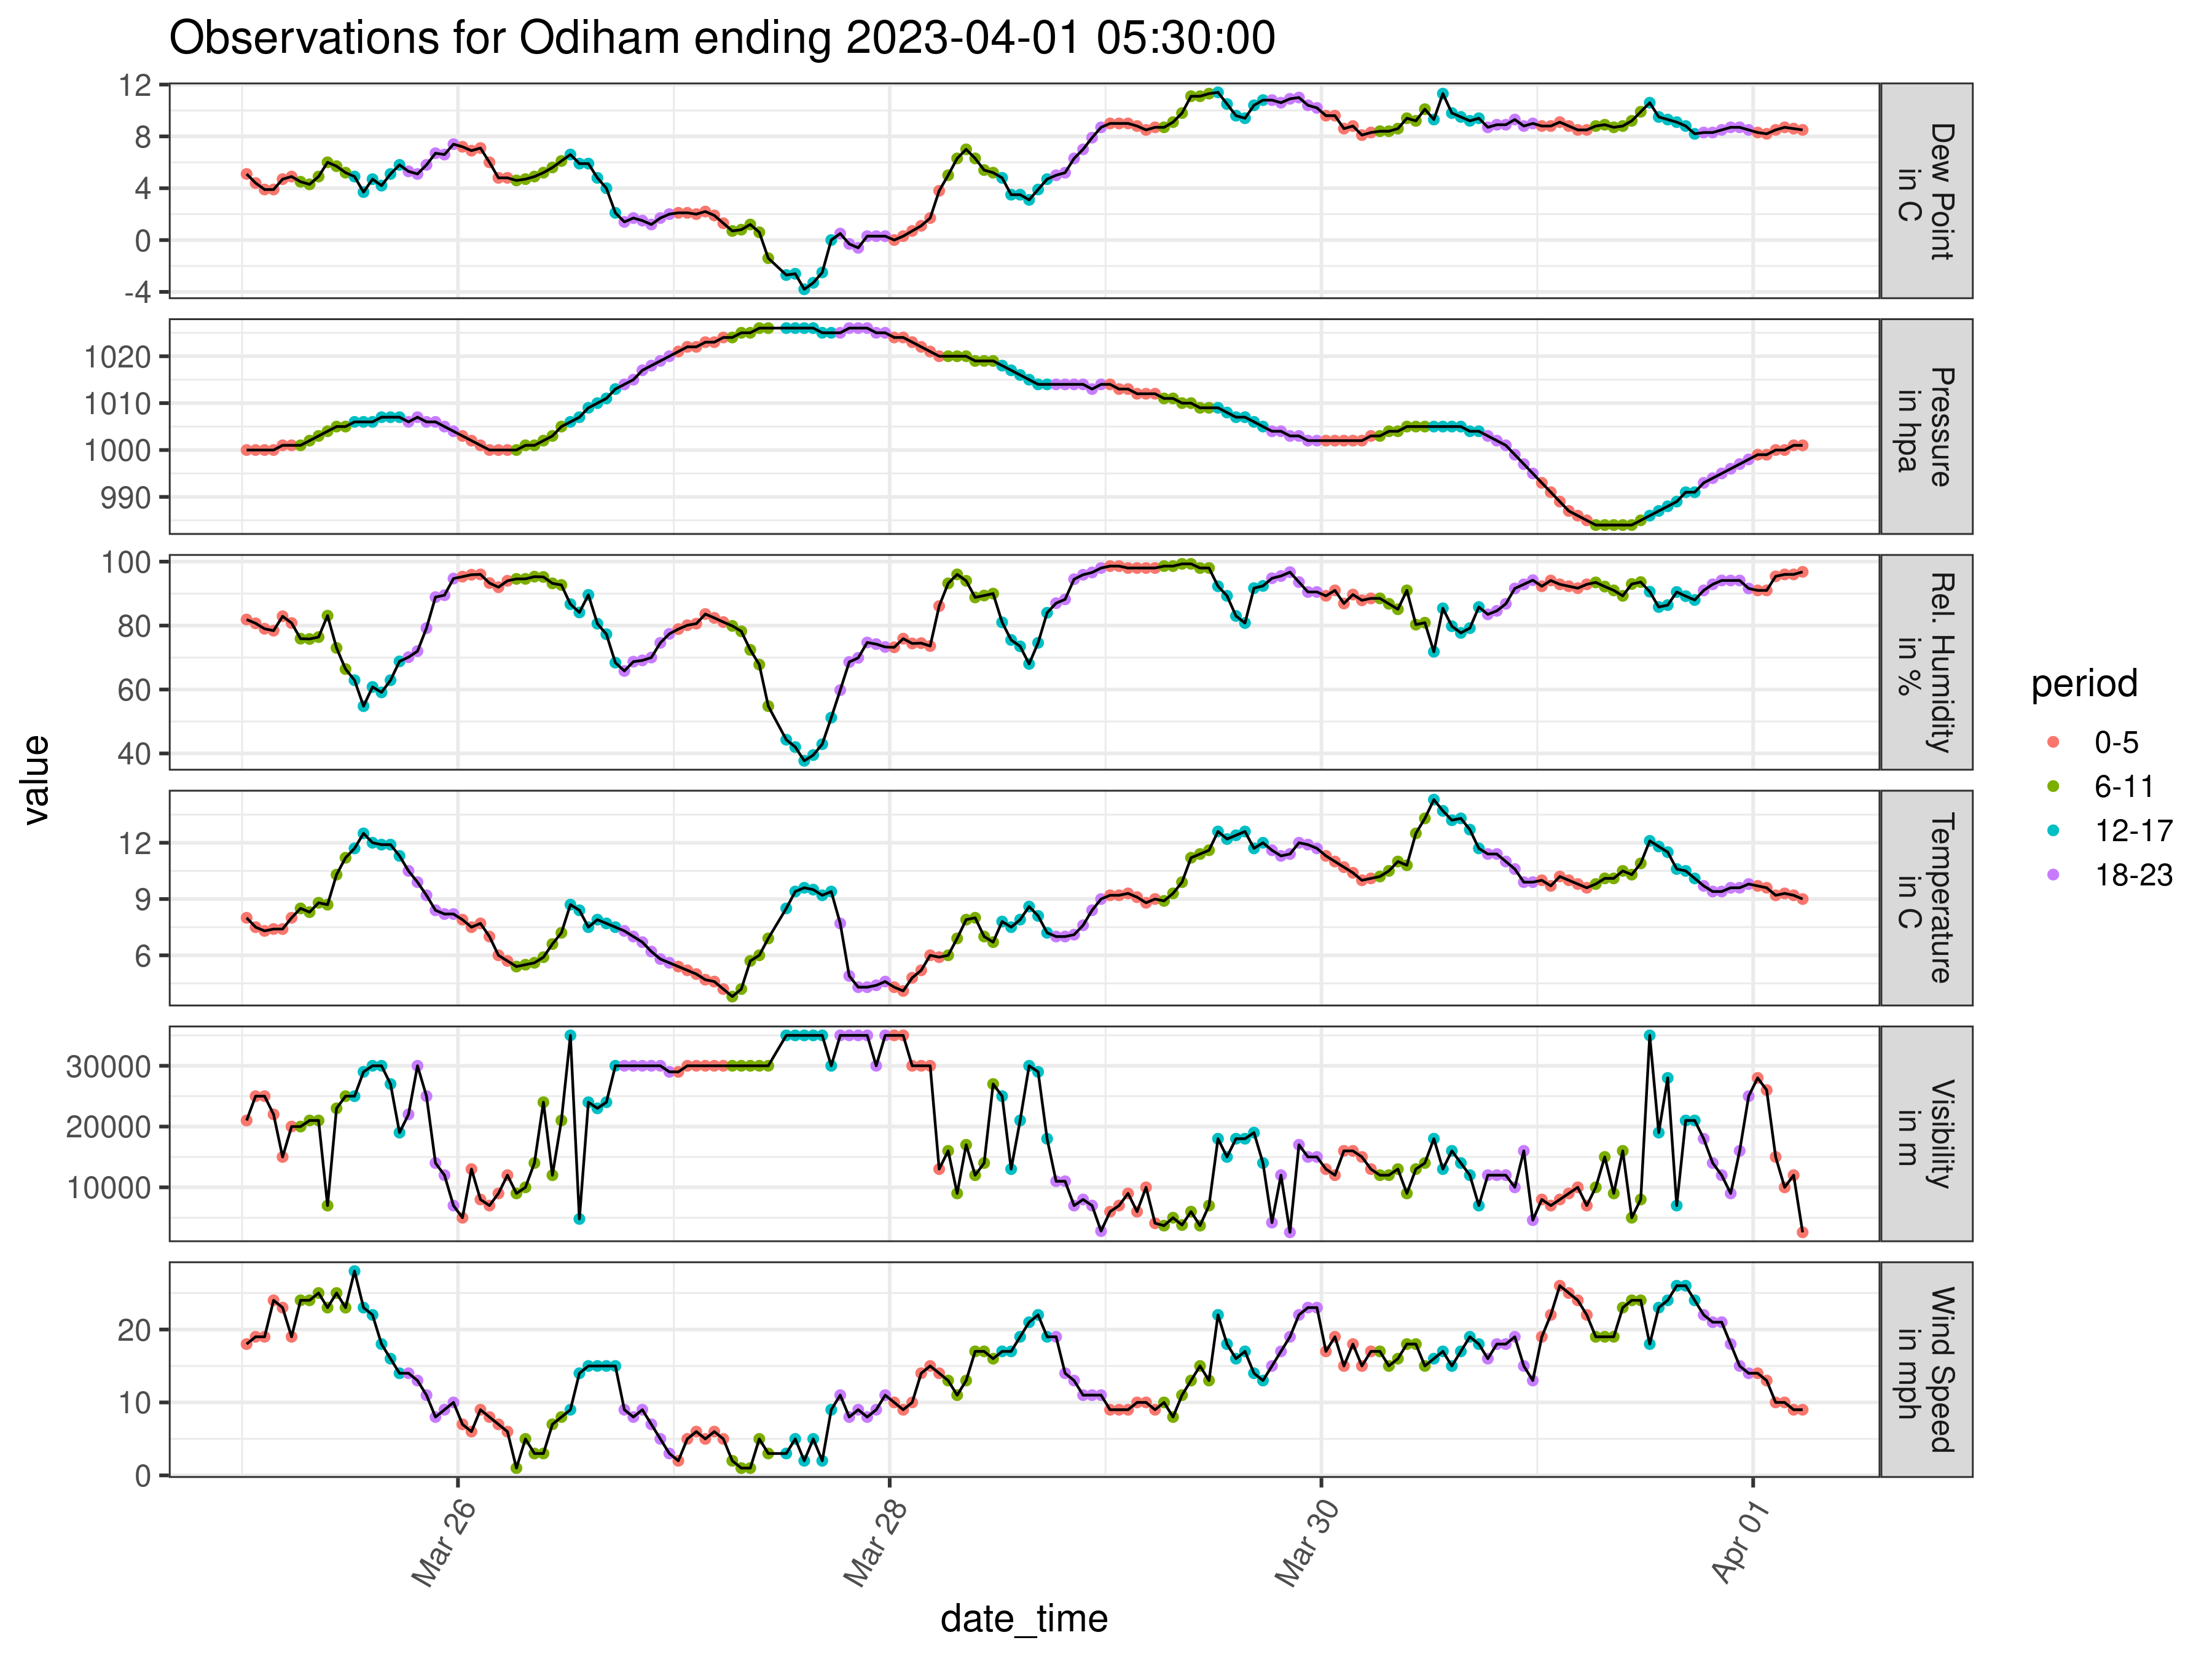 Observations for Odiham ending 2023-04-01 05:30:00
12
8
4
0
-4
Dew Point
in C
1020
1010
1000
990
Pressure
in hpa
100
80
60
40
Rel. Humidity
in %
12
9
6
Temperature
in C
30000
20000
10000
Visibility
in m
20
10
0
Wind Speed
in mph
value
Mar 26
Mar 28
Mar 30
Apr 01
date_time
period
0-5
6-11
12-17
18-23